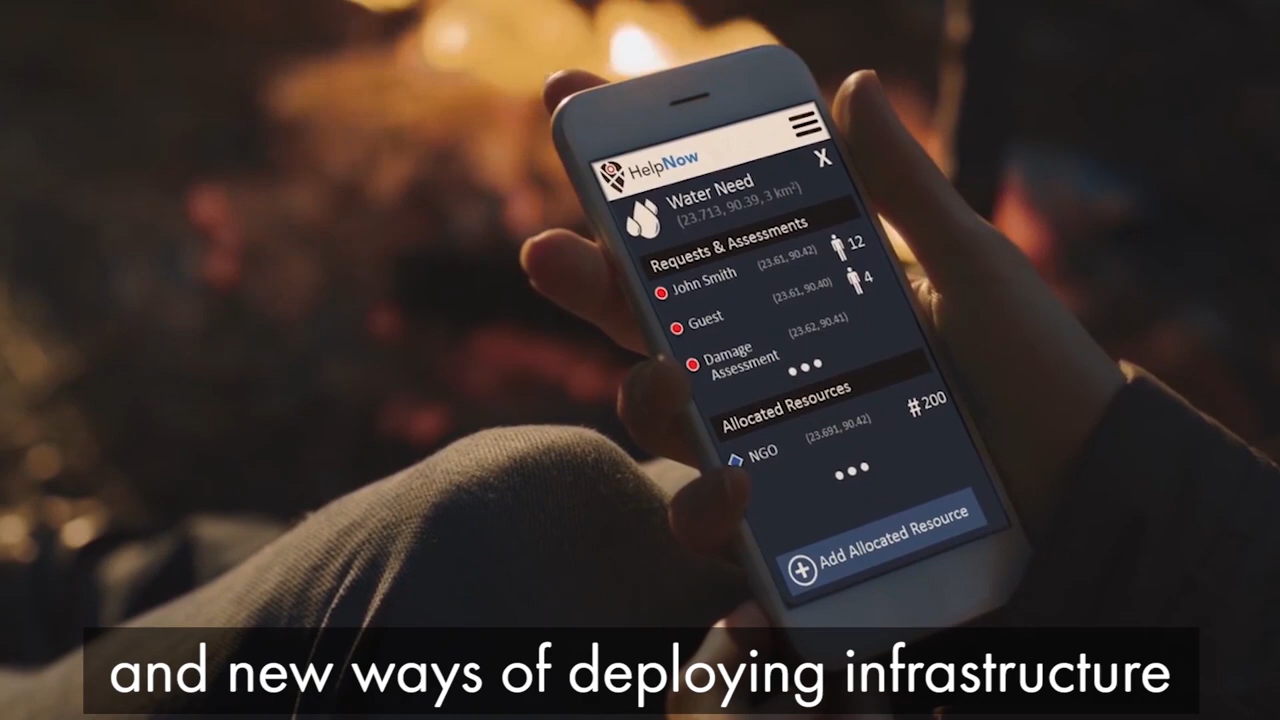 HelpNow
X
Water Need
(23.713, 90.39, 3 km²)
Requests & Assessments
John Smith (23.61, 90.42) 12
Guest (23.61, 90.40) 4
Damage (23.62, 90.41)
Assessment
Allocated Resources
NGO (23.691, 90.42) #200
Add Allocated Resource
and new ways of deploying infrastructure